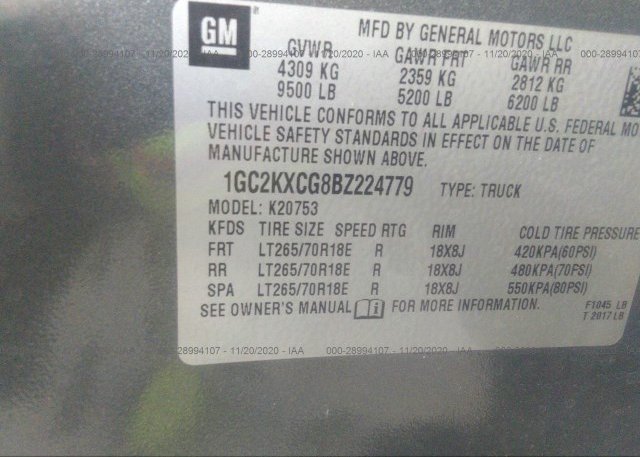 GM
MFD BY GENERAL MOTORS LLC
GVWR GAWR FRT GAWR RR
11/20/2020 - IAA 000-28994107 - 11/20/2020 - IAA 000-28994107 - 11/20/2020 - IAA 000-28994107 - 11/20
4309 KG 2359 KG 2812 KG
9500 LB 5200 LB 6200 LB
THIS VEHICLE CONFORMS TO ALL APPLICABLE U.S. FEDERAL MO
VEHICLE SAFETY STANDARDS IN EFFECT ON THE DATE OF
MANUFACTURE SHOWN ABOVE.
1GC2KXCG8BZ224779 TYPE: TRUCK
MODEL: K20753
KFDS TIRE SIZE SPEED RTG RIM COLD TIRE PRESSURE
FRT LT265/70R18E R 18X8J 420KPA(60PSI)
RR LT265/70R18E R 18X8J 480KPA(70PSI)
SPA LT265/70R18E R 18X8J 550KPA(80PSI)
SEE OWNER'S MANUAL FOR MORE INFORMATION. F1045 LB
T 2017 LB
11/20/2020 - IAA 000-28994107 - 11/20/2020 - IAA 000-28994107 - 11/20/2020 - IAA 000-28994107 - 11/20